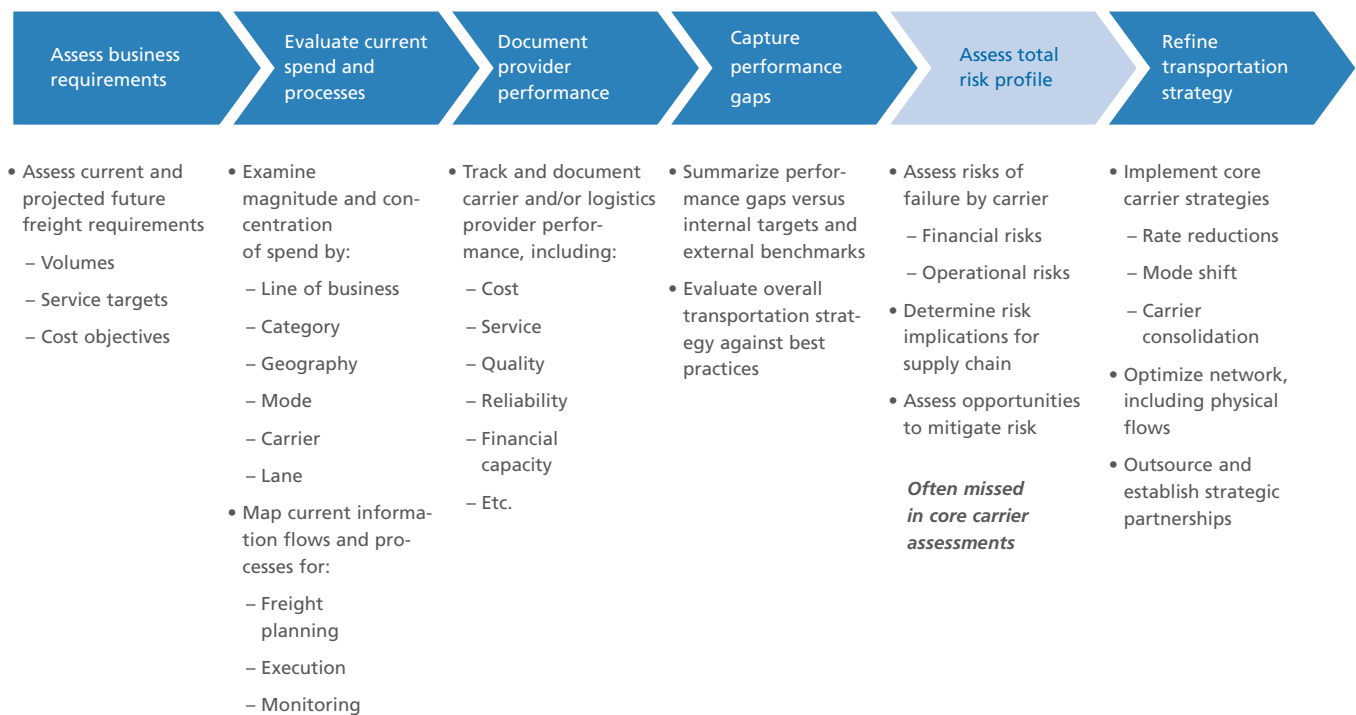 Assess business
requirements
Evaluate current
spend and
processes
Document
provider
performance
Capture
performance
gaps
Assess total
risk profile
Refine
transportation
strategy
• Assess current and
projected future
freight requirements
– Volumes
– Service targets
– Cost objectives
• Examine
magnitude and con-
centration
of spend by:
– Line of business
– Category
– Geography
– Mode
– Carrier
– Lane
• Map current informa-
tion flows and pro-
cesses for:
– Freight
planning
– Execution
– Monitoring
• Track and document
carrier and/or logistics
provider perfor-
mance, including:
– Cost
– Service
– Quality
– Reliability
– Financial
capacity
– Etc.
• Summarize perfor-
mance gaps versus
internal targets and
external benchmarks
• Evaluate overall
transportation strat-
egy against best
practices
• Assess risks of
failure by carrier
– Financial risks
– Operational risks
• Determine risk
implications for
supply chain
• Assess opportunities
to mitigate risk
Often missed
in core carrier
assessments
• Implement core
carrier strategies
– Rate reductions
– Mode shift
– Carrier
consolidation
• Optimize network,
including physical
flows
• Outsource and
establish strategic
partnerships